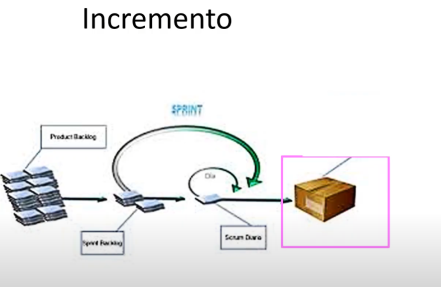 Incremento
SPRINT
Product Backlog
Día
Sprint Backlog
Scrum Diario